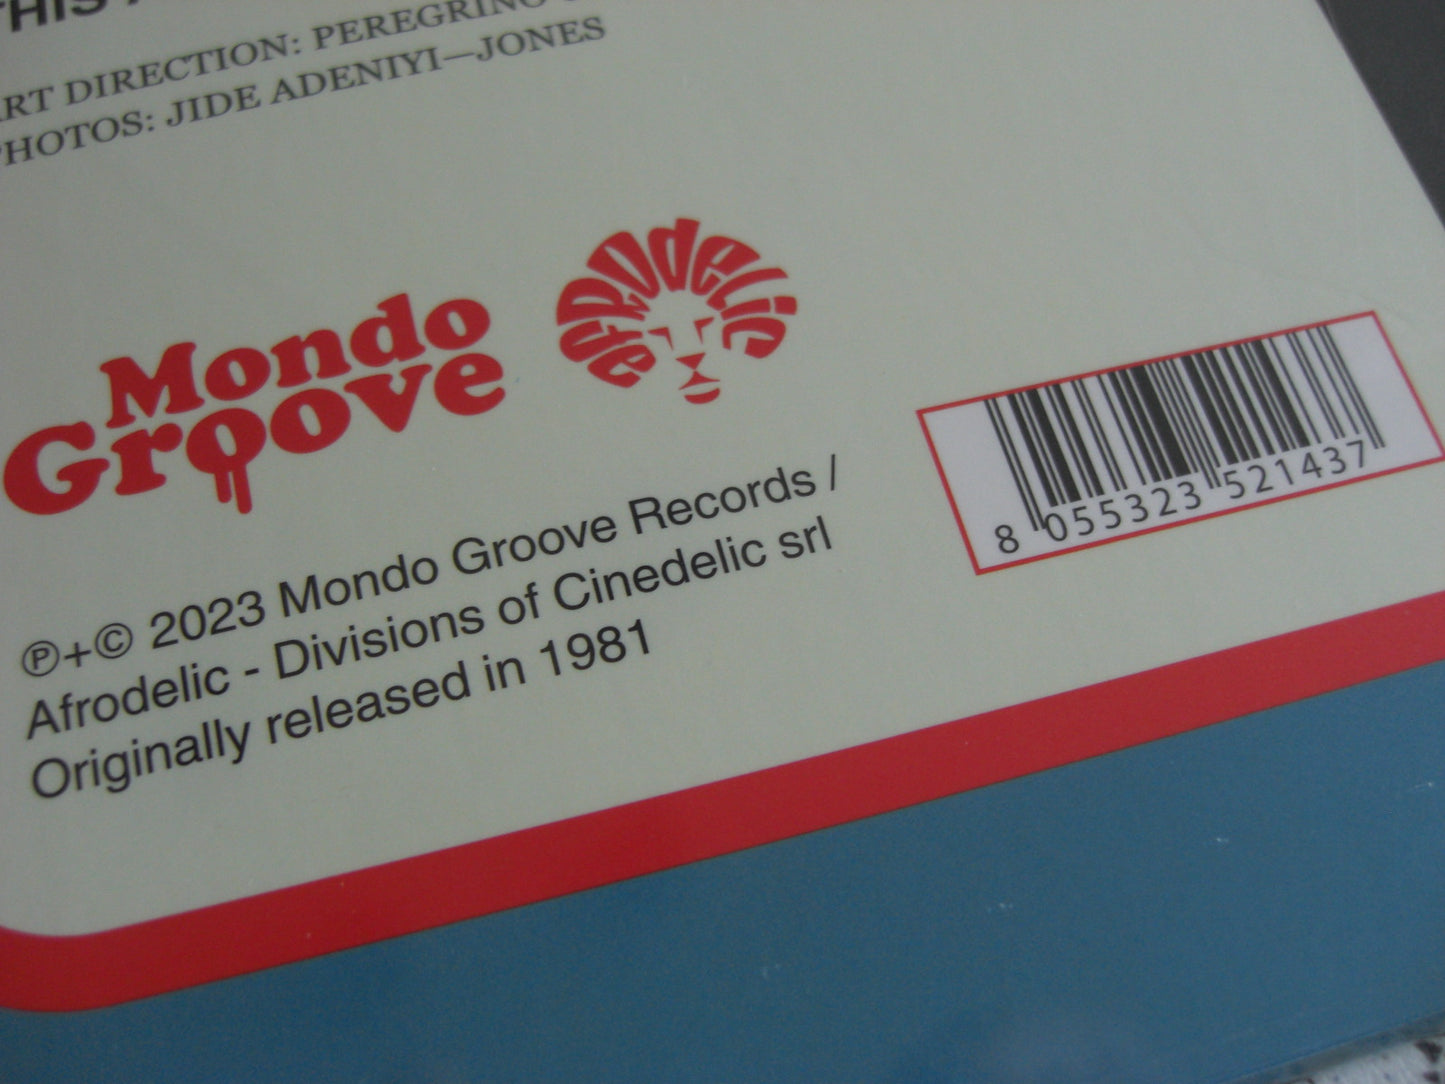 THIS
ART DIRECTION: PEREGRINO
PHOTOS: JIDE ADENIYI—JONES
Mondo
Groove
aFRodelic
℗+© 2023 Mondo Groove Records /
Afrodelic - Divisions of Cinedelic srl
Originally released in 1981
8 055323 521437